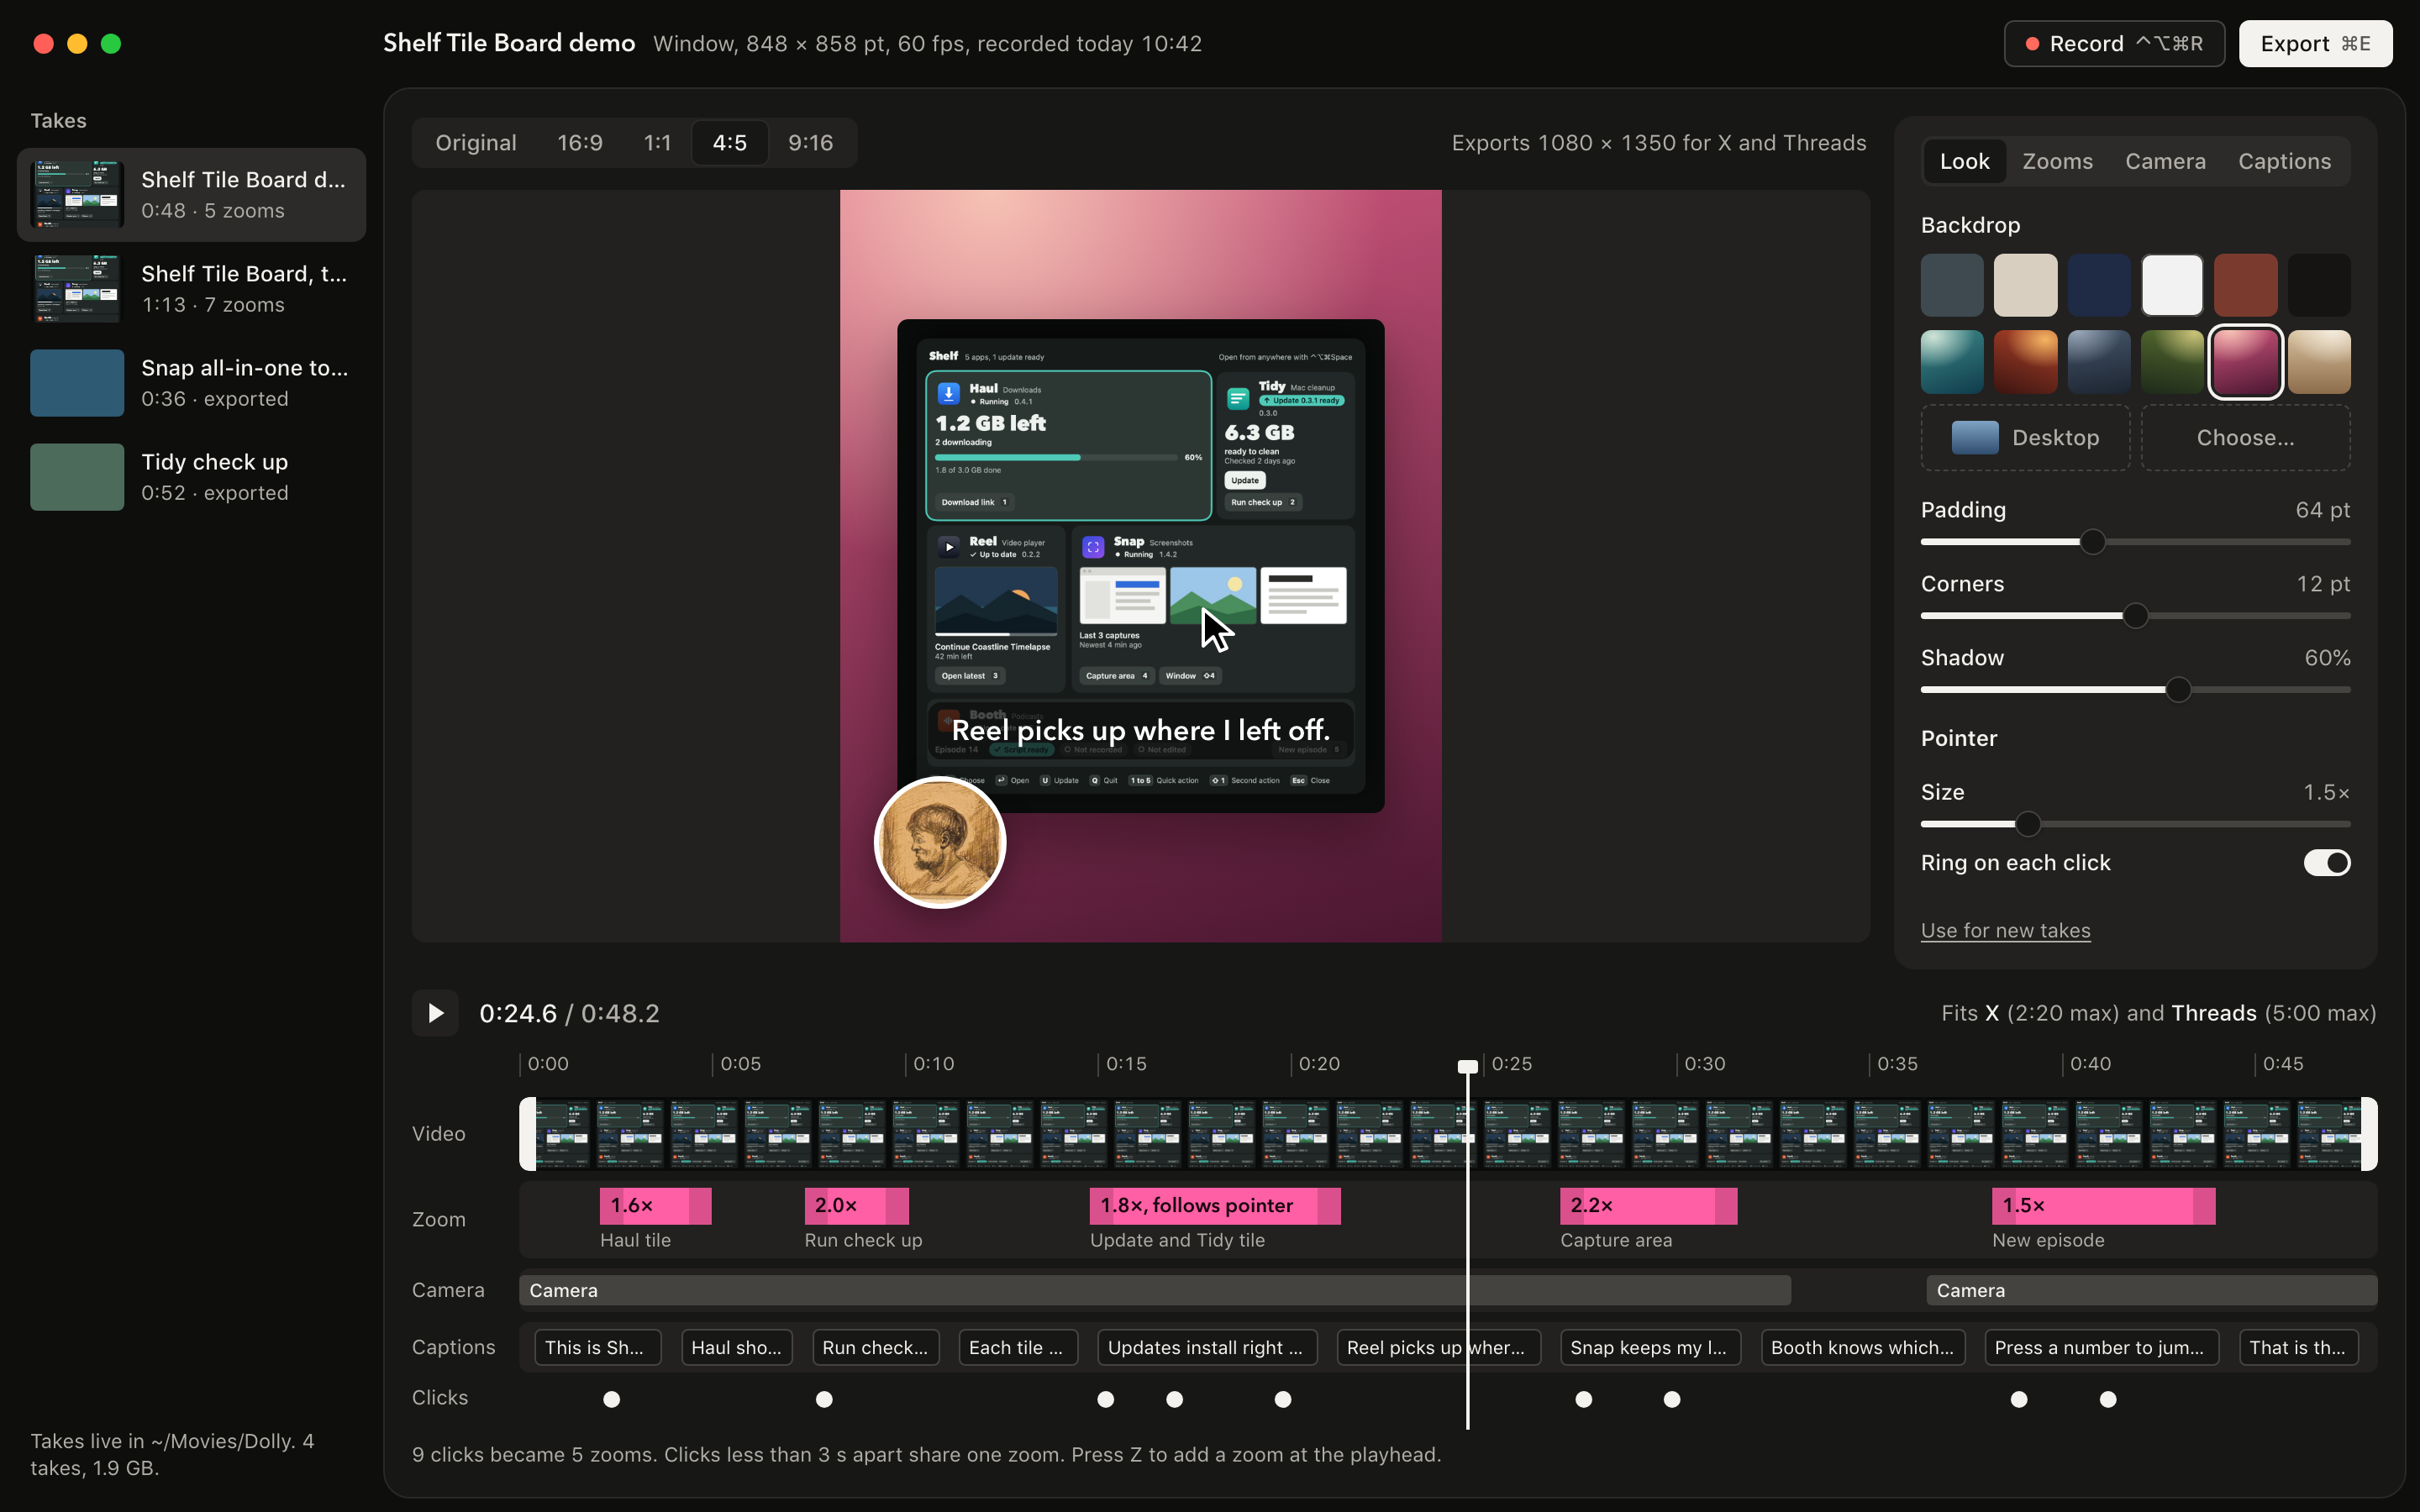 Shelf Tile Board demo Window, 848 × 858 pt, 60 fps, recorded today 10:42
Record ^⌥⌘R
Export ⌘E
Takes
Shelf Tile Board d...
0:48 · 5 zooms
Shelf Tile Board, t...
1:13 · 7 zooms
Snap all-in-one to...
0:36 · exported
Tidy check up
0:52 · exported
Takes live in ~/Movies/Dolly. 4
takes, 1.9 GB.
Original 16:9 1:1 4:5 9:16
Exports 1080 × 1350 for X and Threads
Shelf 5 apps, 1 update ready
Open from anywhere with ^⌥⌘Space
Haul Downloads
Running 0.4.1
1.2 GB left
2 downloading
60%
1.8 of 3.0 GB done
Download link 1
Tidy Mac cleanup
Update 0.3.1 ready
0.3.0
6.3 GB
ready to clean
Checked 2 days ago
Update
Run check up 2
Reel Video player
Up to date 0.2.2
Continue Coastline Timelapse
42 min left
Open latest 3
Snap Screenshots
Running 1.4.2
Last 3 captures
Newest 4 min ago
Capture area 4
Window ⇧4
Booth Podcasts
Reel picks up where I left off.
Episode 14 Script ready Not recorded Not edited New episode 5
Open U Update Q Quit 1 to 5 Quick action ⇧ 1 Second action Esc Close
Look Zooms Camera Captions
Backdrop
Desktop
Choose...
Padding 64 pt
Corners 12 pt
Shadow 60%
Pointer
Size 1.5×
Ring on each click
Use for new takes
0:24.6 / 0:48.2
Fits X (2:20 max) and Threads (5:00 max)
0:00 0:05 0:10 0:15 0:20 0:25 0:30 0:35 0:40 0:45
Video
Zoom
1.6× 2.0× 1.8×, follows pointer 2.2× 1.5×
Haul tile Run check up Update and Tidy tile Capture area New episode
Camera Camera Camera
Captions This is Sh... Haul sho... Run check... Each tile ... Updates install right ... Reel picks up wher... Snap keeps my l... Booth knows which... Press a number to jum... That is th...
Clicks
9 clicks became 5 zooms. Clicks less than 3 s apart share one zoom. Press Z to add a zoom at the playhead.